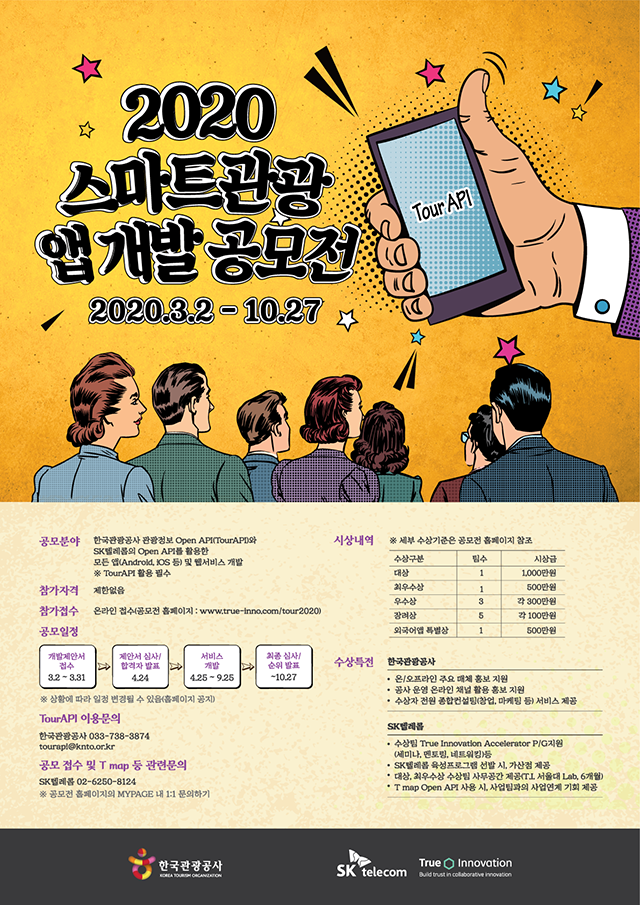 2020
스마트관광
앱 개발 공모전
2020.3.2 - 10.27
Tour API
공모분야
한국관광공사 관광정보 Open API(TourAPI)와
SK텔레콤의 Open API를 활용한
모든 앱(Android, IOS 등) 및 웹서비스 개발
※ TourAPI 활용 필수
참가자격 제한없음
참가접수 온라인 접수(공모전 홈페이지 : www.true-inno.com/tour2020)
공모일정
개발제안서
접수
3.2 ~ 3.31
제안서 심사/
합격자 발표
4.24
서비스
개발
4.25 ~ 9.25
최종 심사/
순위 발표
~10.27
※ 상황에 따라 일정 변경될 수 있음(홈페이지 공지)
TourAPI 이용문의
한국관광공사 033-738-3874
tourapi@knto.or.kr
공모 접수 및 T map 등 관련문의
SK텔레콤 02-6250-8124
※ 공모전 홈페이지의 MYPAGE 내 1:1 문의하기
시상내역 ※ 세부 수상기준은 공모전 홈페이지 참조
수상구분 팀수 시상금
대상 1 1,000만원
최우수상 1 500만원
우수상 3 각 300만원
장려상 5 각 100만원
외국어앱 특별상 1 500만원
수상특전 한국관광공사
• 온/오프라인 주요 매체 홍보 지원
• 공사 운영 온라인 채널 활용 홍보 지원
• 수상자 전원 종합컨설팅(창업, 마케팅 등) 서비스 제공
SK텔레콤
• 수상팀 True Innovation Accelerator P/G지원
(세미나, 멘토링, 네트워킹)등
• SK텔레콤 육성프로그램 선발 시, 가산점 제공
• 대상, 최우수상 수상팀 사무공간 제공(T.I. 서울대 Lab, 6개월)
• T map Open API 사용 시, 사업팀과의 사업연계 기회 제공
한국관광공사
KOREA TOURISM ORGANIZATION
SK telecom
True Innovation
Build trust in collaborative innovation